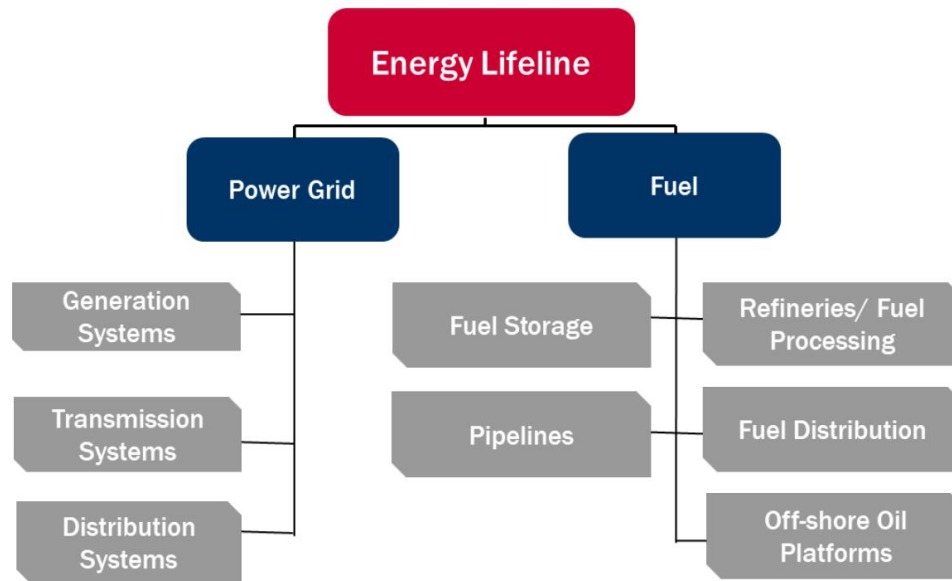 Energy Lifeline
Power Grid
Fuel
Generation
Systems
Transmission
Systems
Distribution
Systems
Fuel Storage
Pipelines
Refineries/ Fuel
Processing
Fuel Distribution
Off-shore Oil
Platforms